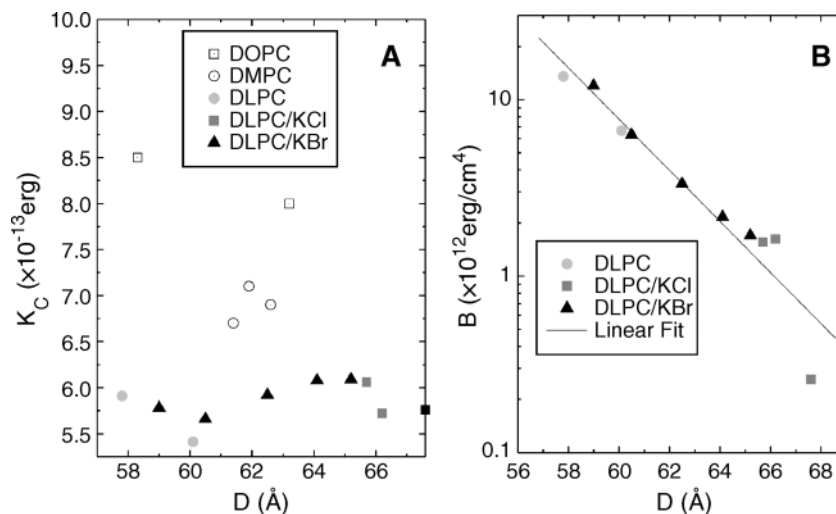 A
10.0
9.5
9.0
8.5
8.0
7.5
7.0
6.5
6.0
5.5
K_C (×10^-13 erg)
DOPC
DMPC
DLPC
DLPC/KCl
DLPC/KBr
58 60 62 64 66
D (Å)
B
10
1
0.1
B (×10^12 erg/cm^4)
DLPC
DLPC/KCl
DLPC/KBr
Linear Fit
56 58 60 62 64 66 68
D (Å)